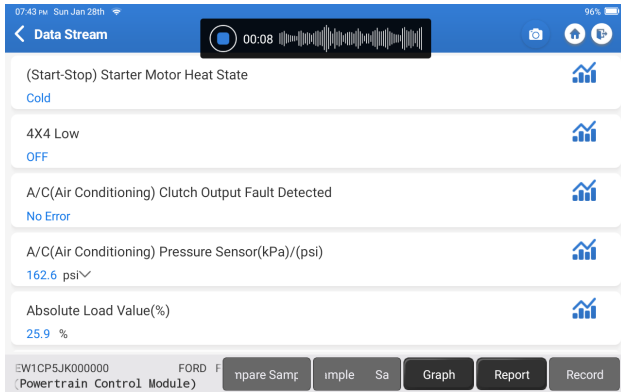 07:43 PM Sun Jan 28th 96%
Data Stream 00:08
(Start-Stop) Starter Motor Heat State
Cold
4X4 Low
OFF
A/C(Air Conditioning) Clutch Output Fault Detected
No Error
A/C(Air Conditioning) Pressure Sensor(kPa)/(psi)
162.6 psi
Absolute Load Value(%)
25.9 %
EW1CP5JK000000 FORD F
(Powertrain Control Module)
mpare Samp mple Sa Graph Report Record